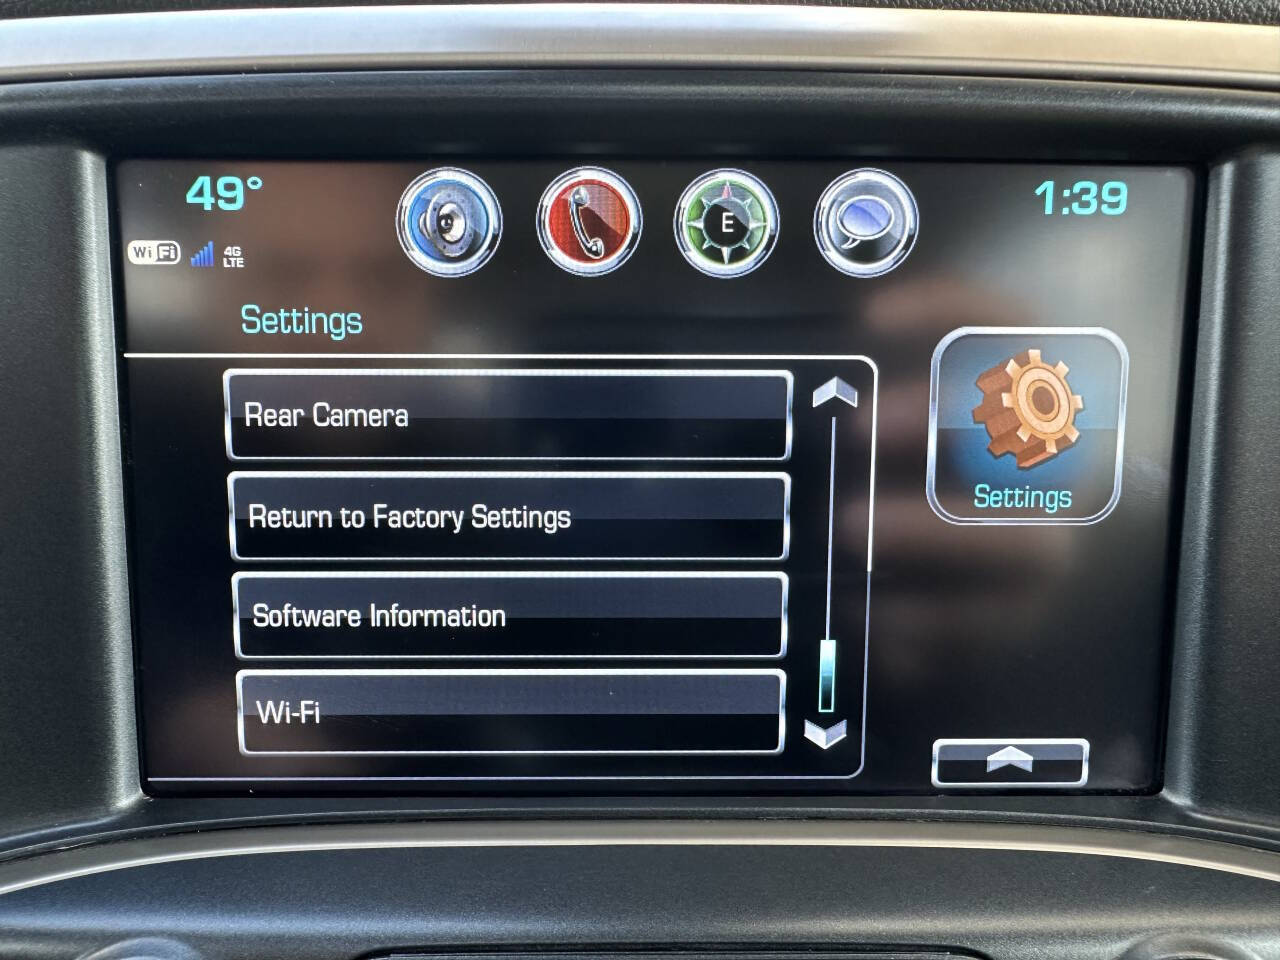 49°
1:39
WiFi
4G
LTE
E
Settings
Rear Camera
Return to Factory Settings
Software Information
Wi-Fi
Settings